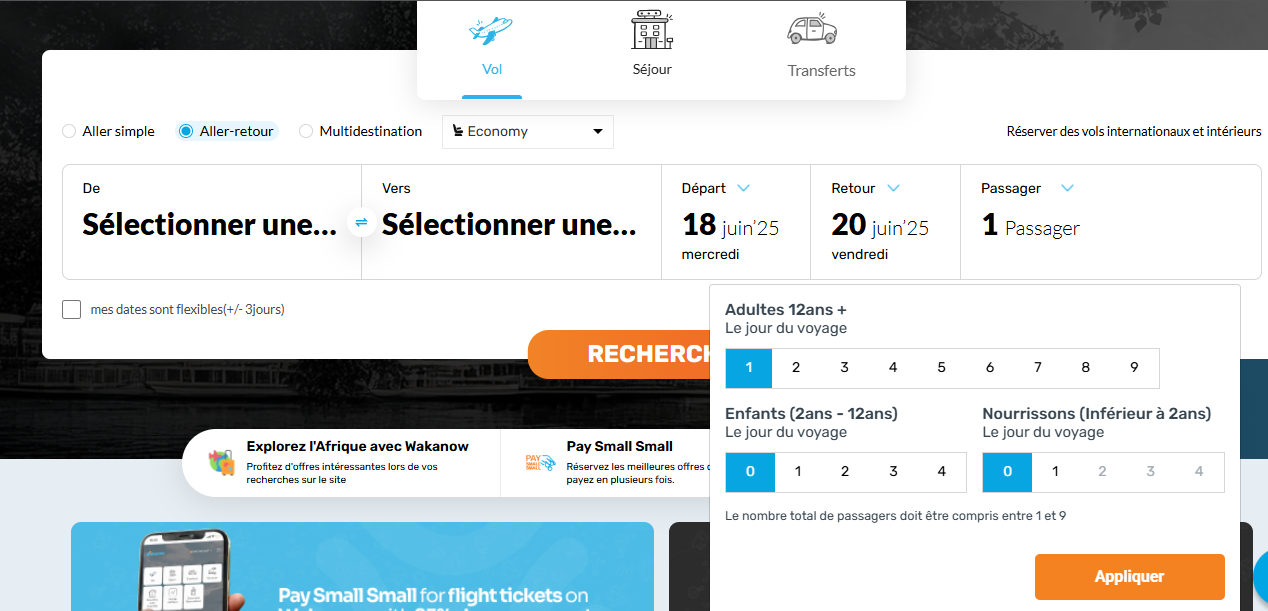 Vol
Séjour
Transferts
Aller simple
Aller-retour
Multidestination
Economy
Réserver des vols internationaux et intérieurs
De
Sélectionner une...
Vers
Sélectionner une...
Départ
18 juin'25
mercredi
Retour
20 juin'25
vendredi
Passager
1 Passager
mes dates sont flexibles(+/- 3jours)
RECHERCH
Adultes 12ans +
Le jour du voyage
1 2 3 4 5 6 7 8 9
Enfants (2ans - 12ans)
Le jour du voyage
0 1 2 3 4
Nourrissons (Inférieur à 2ans)
Le jour du voyage
0 1 2 3 4
Le nombre total de passagers doit être compris entre 1 et 9
Appliquer
Explorez l'Afrique avec Wakanow
Profitez d'offres intéressantes lors de vos
recherches sur le site
PAY
SMALL
SMALL
Pay Small Small
Réservez les meilleures offres
payez en plusieurs fois.
Pay Small Small for flight tickets on